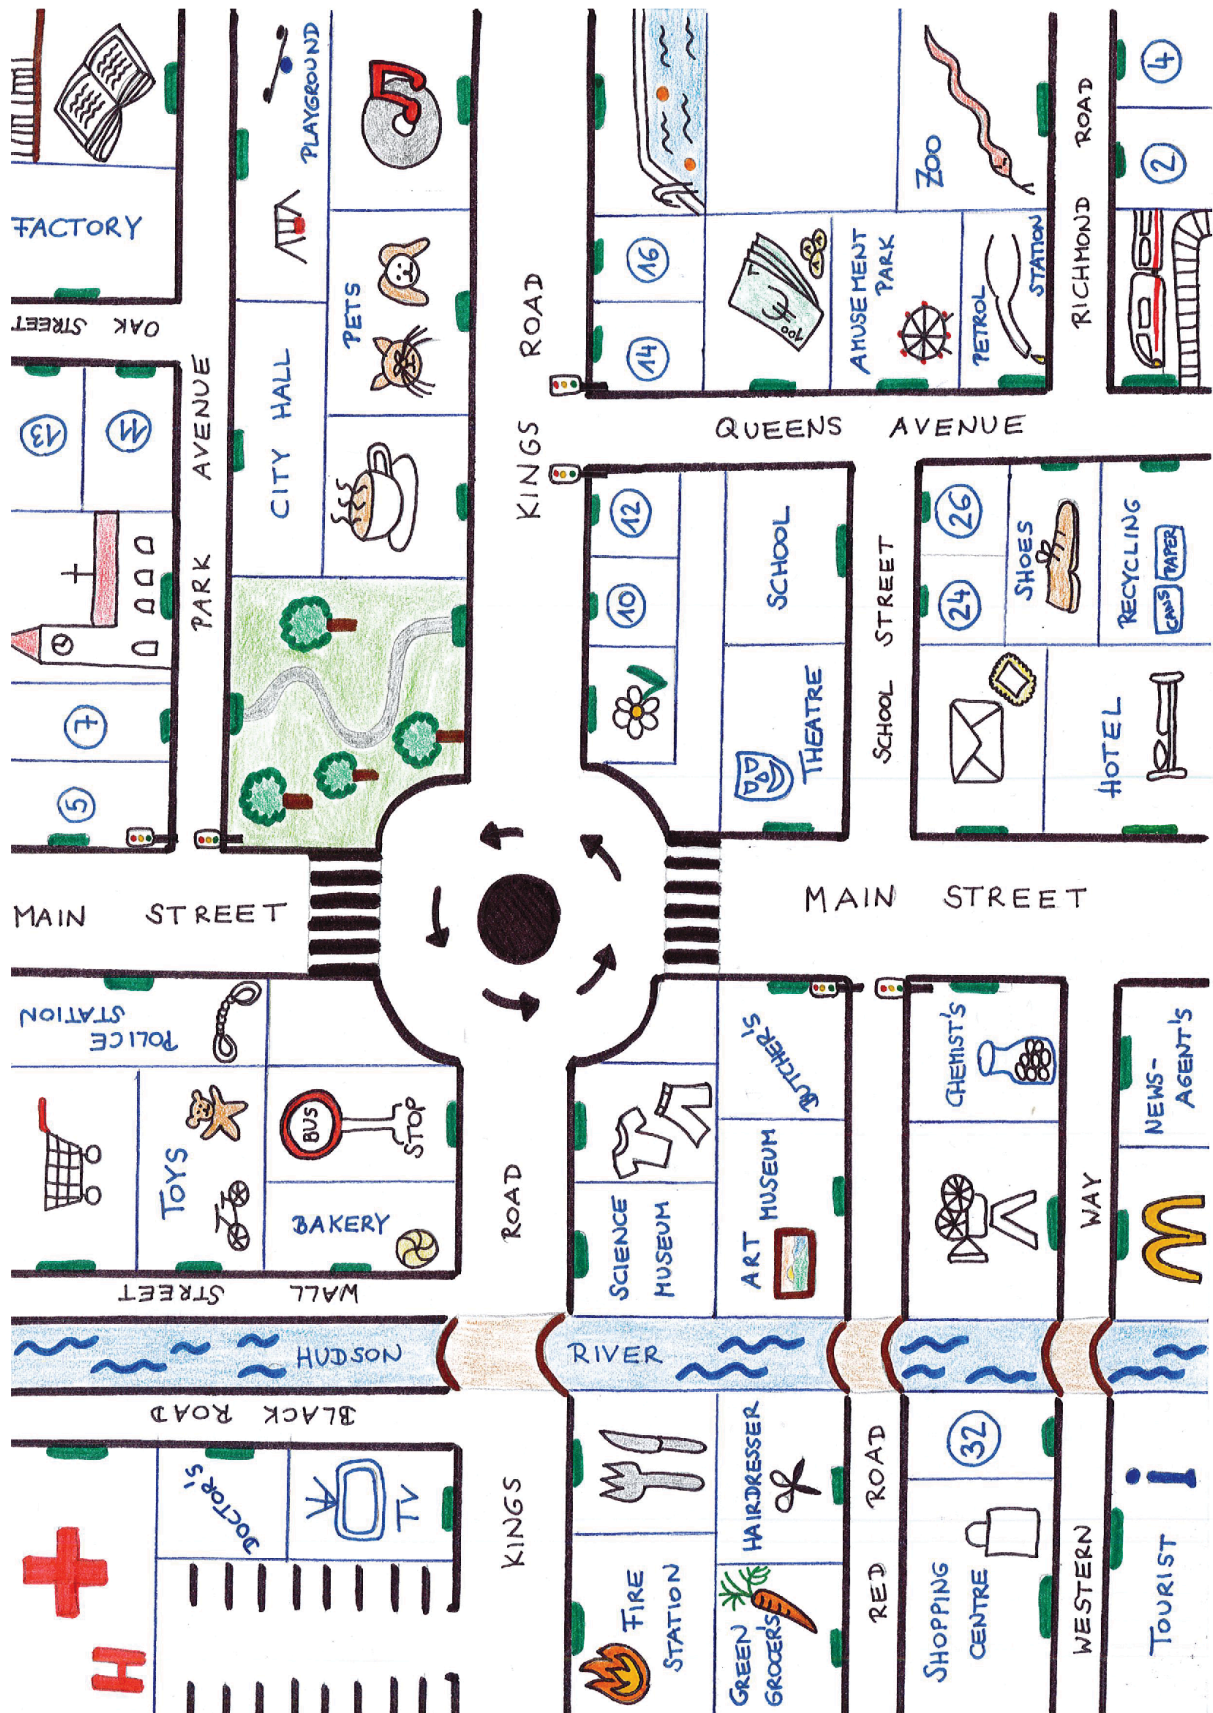 PLAYGROUND
FACTORY
OAK STREET
PARK AVENUE
13
11
7
5
CITY HALL
PETS
KINGS ROAD
16
14
100
AMUSEMENT
PARK
ZOO
PETROL
STATION
RICHMOND ROAD
4
2
QUEENS AVENUE
12
10
SCHOOL
THEATRE
SCHOOL STREET
26
24
SHOES
RECYCLING
CANS
PAPER
HOTEL
MAIN STREET
MAIN STREET
POLICE
STATION
TOYS
BUS
STOP
BAKERY
WALL STREET
ROAD
SCIENCE
MUSEUM
BUTCHER'S
ART MUSEUM
CHEMIST'S
WAY
NEWS-
AGENT'S
HUDSON RIVER
BLACK ROAD
DOCTOR'S
TV
H
KINGS
FIRE
STATION
HAIRDRESSER
GREEN
GROCER'S
RED ROAD
32
SHOPPING
CENTRE
WESTERN
i
TOURIST